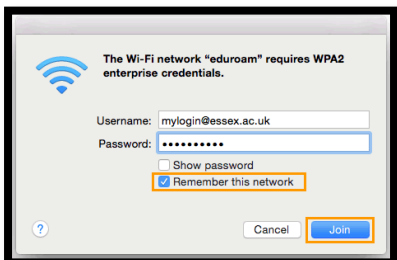 The Wi-Fi network “eduroam” requires WPA2
enterprise credentials.
Username: mylogin@essex.ac.uk
Password: ••••••••••
Show password
Remember this network
? Cancel Join